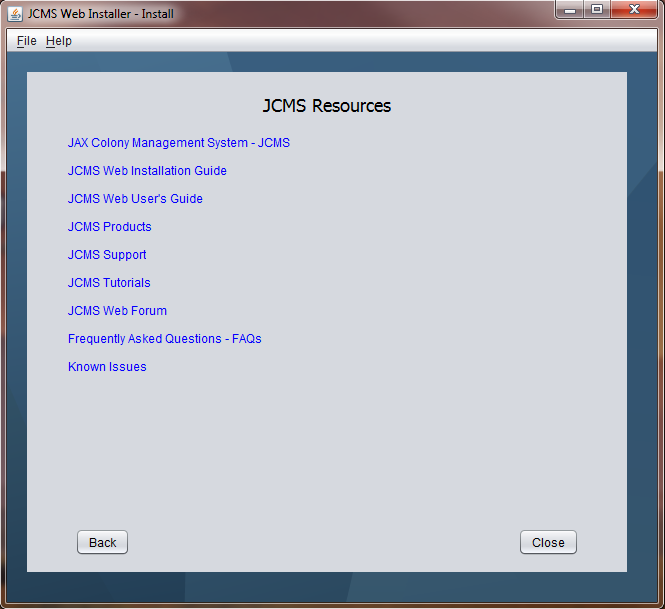 JCMS Web Installer - Install
File Help
JCMS Resources
JAX Colony Management System - JCMS
JCMS Web Installation Guide
JCMS Web User's Guide
JCMS Products
JCMS Support
JCMS Tutorials
JCMS Web Forum
Frequently Asked Questions - FAQs
Known Issues
Back Close